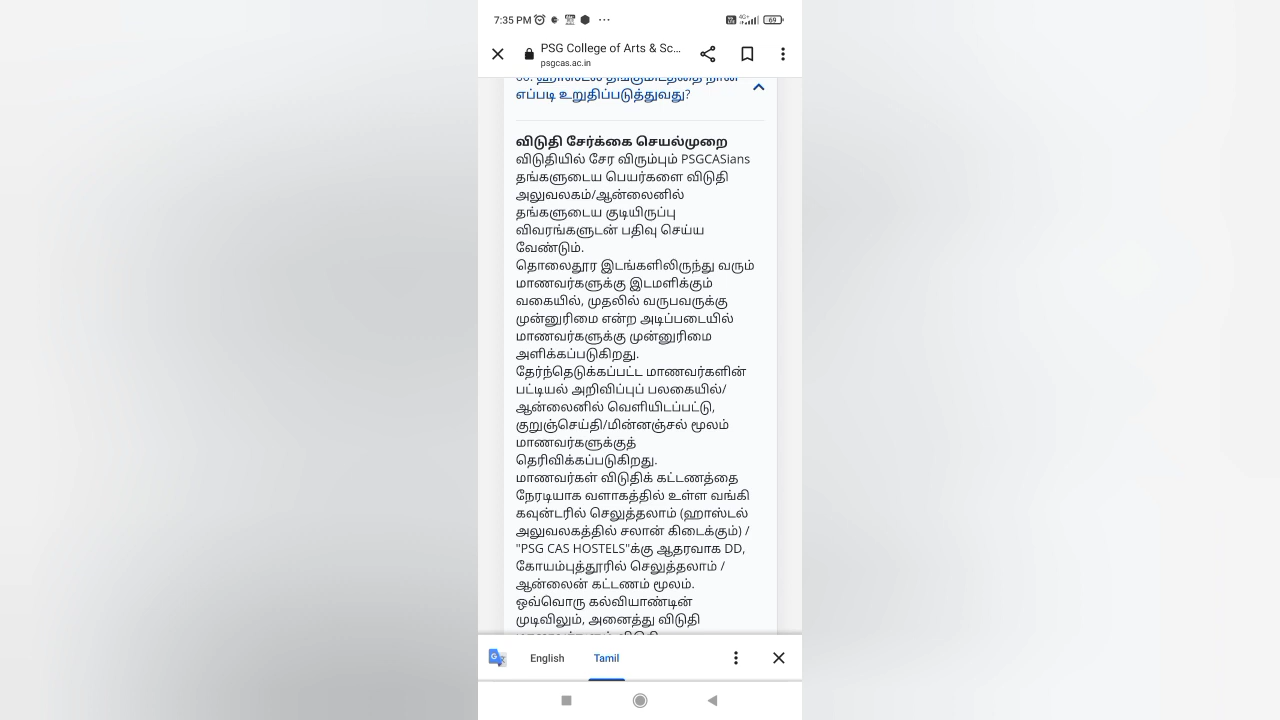 7:35 PM
4G+
69
PSG College of Arts & Sc...
psgcas.ac.in
எப்படி உறுதிப்படுத்துவது?
விடுதி சேர்க்கை செயல்முறை
விடுதியில் சேர விரும்பும் PSGCASians
தங்களுடைய பெயர்களை விடுதி
அலுவலகம்/ஆன்லைனில்
தங்களுடைய குடியிருப்பு
விவரங்களுடன் பதிவு செய்ய
வேண்டும்.
தொலைதூர இடங்களிலிருந்து வரும்
மாணவர்களுக்கு இடமளிக்கும்
வகையில், முதலில் வருபவருக்கு
முன்னுரிமை என்ற அடிப்படையில்
மாணவர்களுக்கு முன்னுரிமை
அளிக்கப்படுகிறது.
தேர்ந்தெடுக்கப்பட்ட மாணவர்களின்
பட்டியல் அறிவிப்புப் பலகையில்/
ஆன்லைனில் வெளியிடப்பட்டு,
குறுஞ்செய்தி/மின்னஞ்சல் மூலம்
மாணவர்களுக்குத்
தெரிவிக்கப்படுகிறது.
மாணவர்கள் விடுதிக் கட்டணத்தை
நேரடியாக வளாகத்தில் உள்ள வங்கி
கவுன்டரில் செலுத்தலாம் (ஹாஸ்டல்
அலுவலகத்தில் சலான் கிடைக்கும்) /
"PSG CAS HOSTELS"க்கு ஆதரவாக DD,
கோயம்புத்தூரில் செலுத்தலாம் /
ஆன்லைன் கட்டணம் மூலம்.
ஒவ்வொரு கல்வியாண்டின்
முடிவிலும், அனைத்து விடுதி
English Tamil